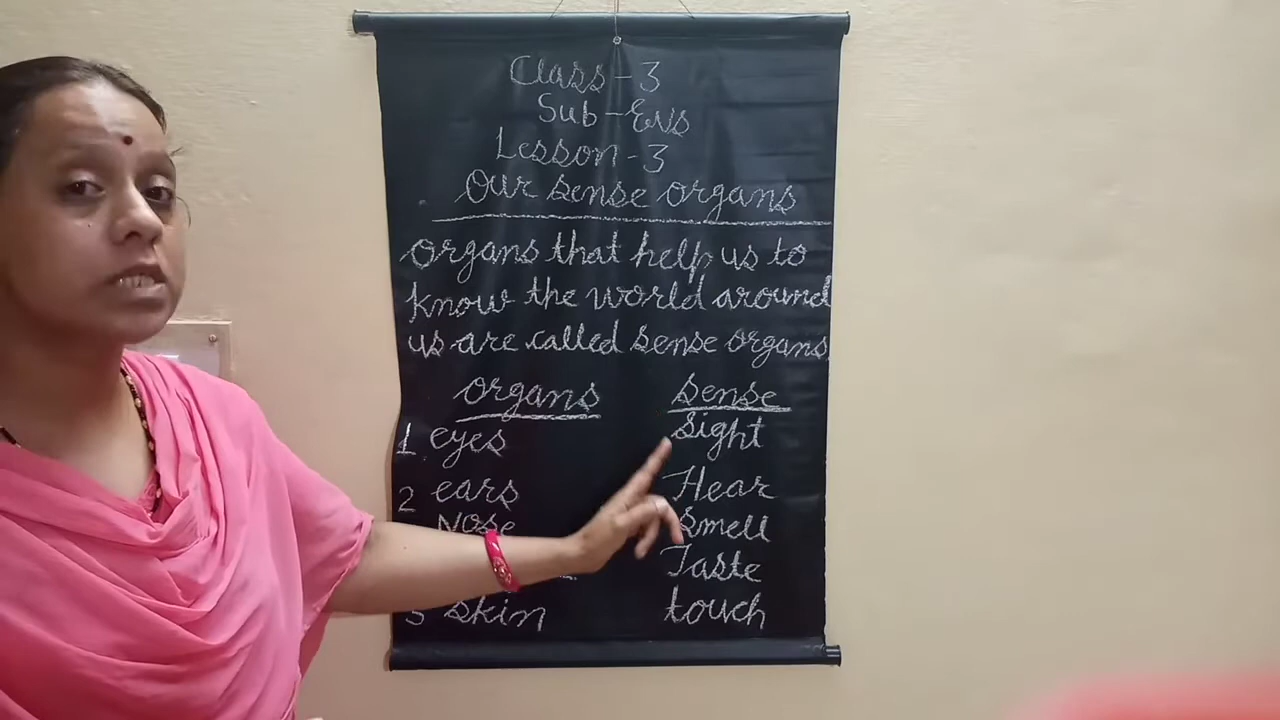 Class - 3
Sub - EVS
Lesson - 3
Our sense organs
organs that help us to
know the world around
us are called sense organs
organs sense
1 eyes Sight
2 ears Hear
Nose Smell
Taste
5 skin touch